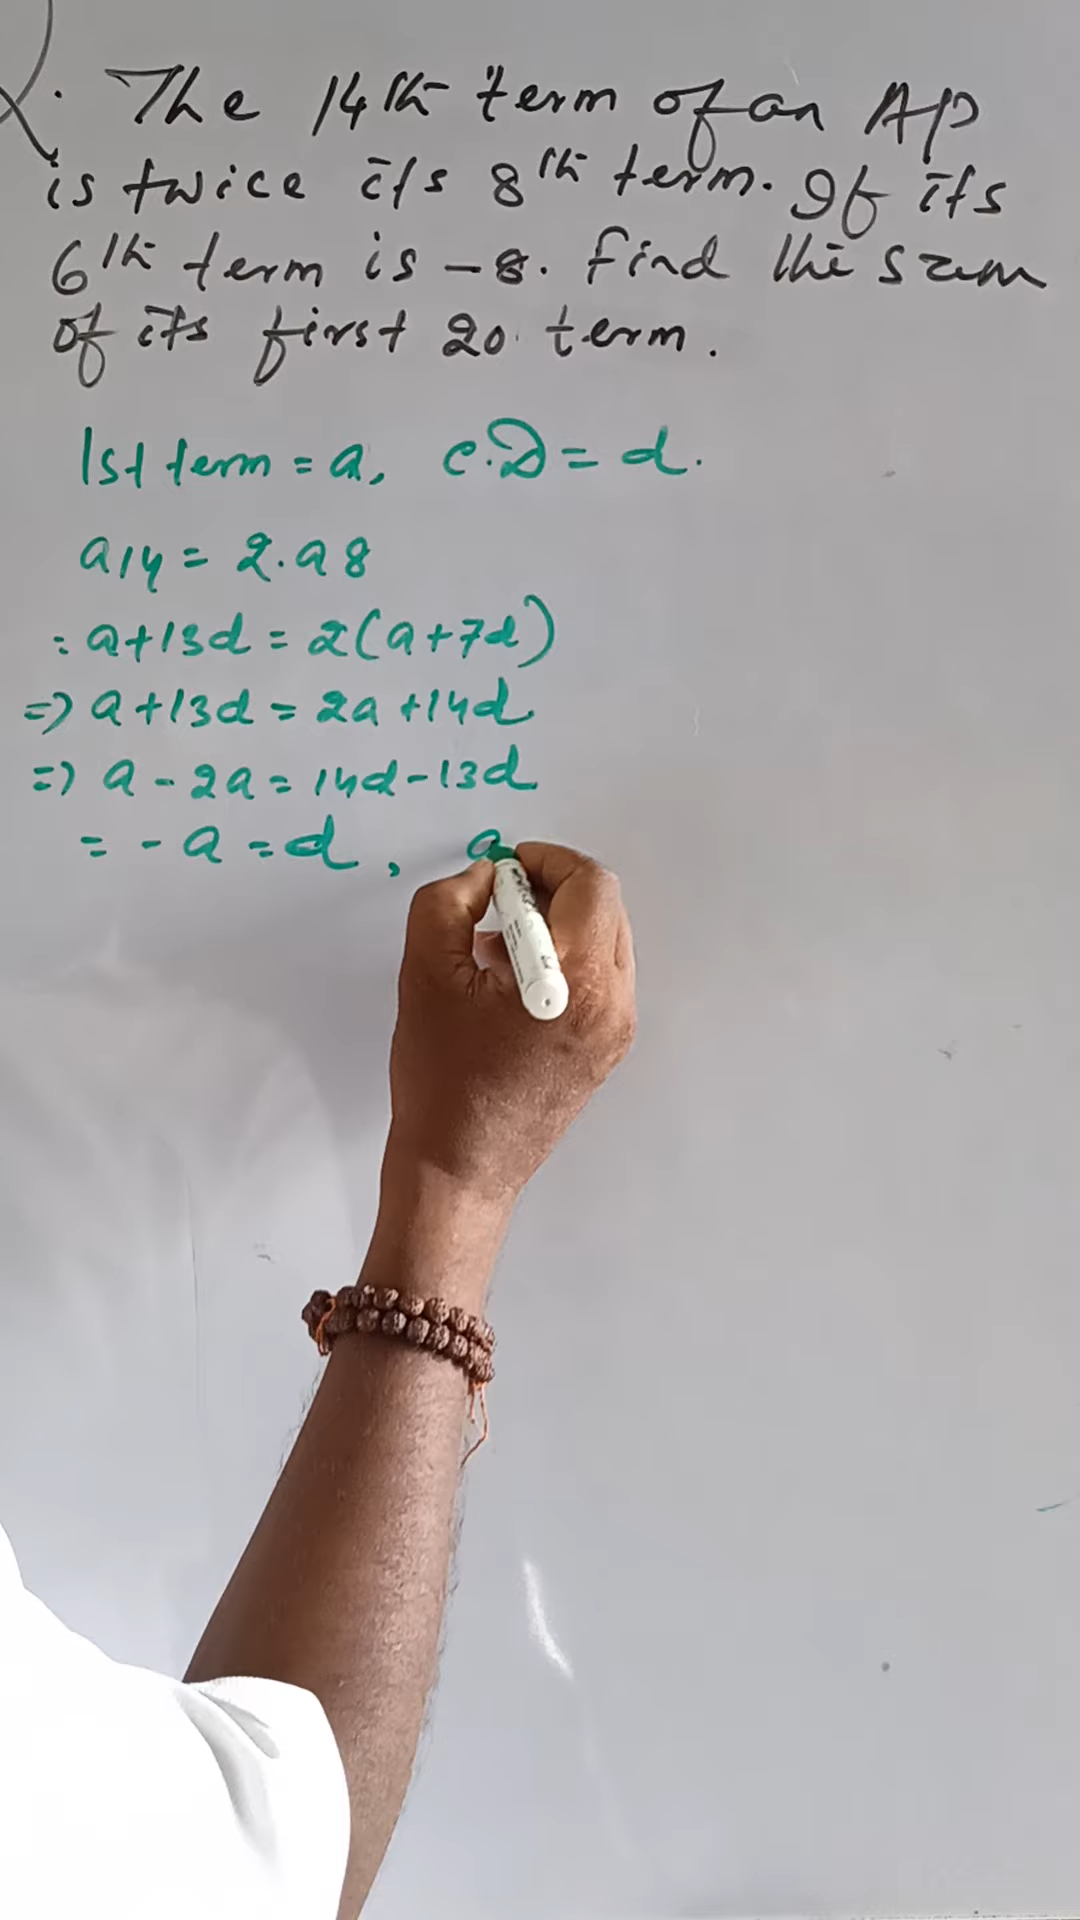 Q. The 14th term of an AP
is twice its 8th term. If its
6th term is -8. find the sum
of its first 20 term.
1st term = a, C.D = d.
a14 = 2.a8
= a+13d = 2(a+7d)
=> a+13d = 2a+14d
=> a-2a = 14d-13d
= -a = d, a